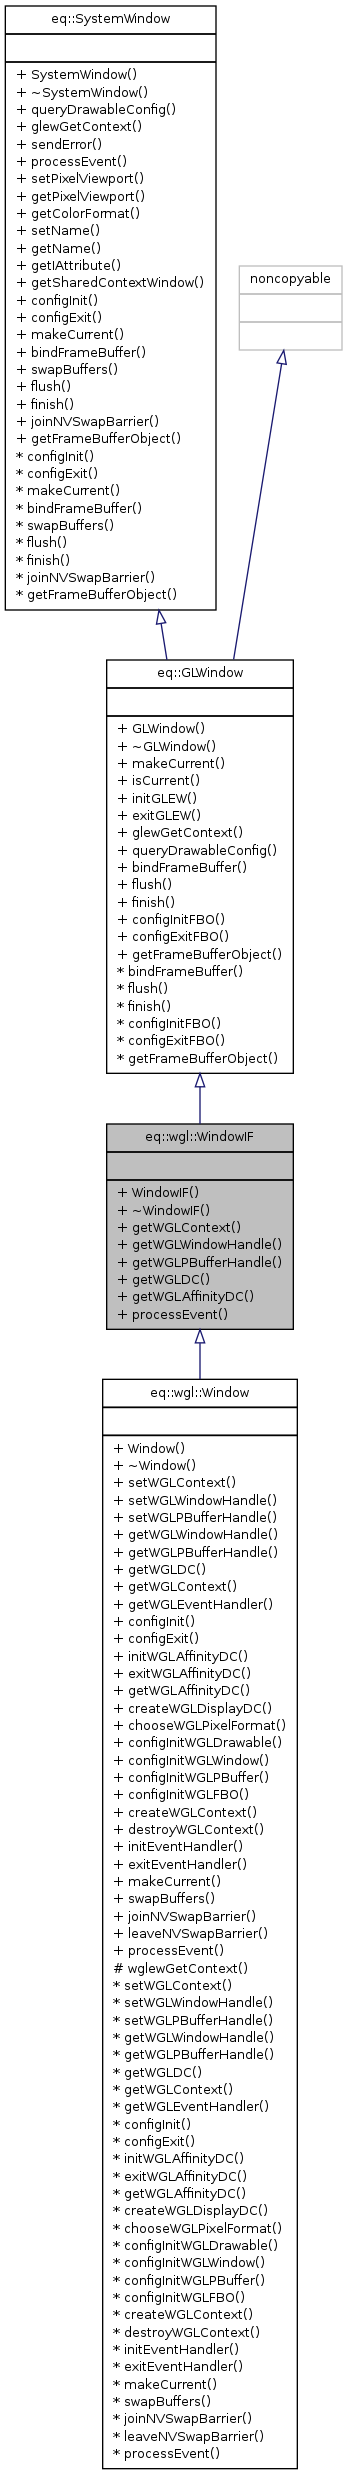 eq::SystemWindow
+ SystemWindow()
+ ~SystemWindow()
+ queryDrawableConfig()
+ glewGetContext()
+ sendError()
+ processEvent()
+ setPixelViewport()
+ getPixelViewport()
+ getColorFormat()
+ setName()
+ getName()
+ getIAttribute()
+ getSharedContextWindow()
+ configInit()
+ configExit()
+ makeCurrent()
+ bindFrameBuffer()
+ swapBuffers()
+ flush()
+ finish()
+ joinNVSwapBarrier()
+ getFrameBufferObject()
* configInit()
* configExit()
* makeCurrent()
* bindFrameBuffer()
* swapBuffers()
* flush()
* finish()
* joinNVSwapBarrier()
* getFrameBufferObject()
noncopyable
eq::GLWindow
+ GLWindow()
+ ~GLWindow()
+ makeCurrent()
+ isCurrent()
+ initGLEW()
+ exitGLEW()
+ glewGetContext()
+ queryDrawableConfig()
+ bindFrameBuffer()
+ flush()
+ finish()
+ configInitFBO()
+ configExitFBO()
+ getFrameBufferObject()
* bindFrameBuffer()
* flush()
* finish()
* configInitFBO()
* configExitFBO()
* getFrameBufferObject()
eq::wgl::WindowIF
+ WindowIF()
+ ~WindowIF()
+ getWGLContext()
+ getWGLWindowHandle()
+ getWGLPBufferHandle()
+ getWGLDC()
+ getWGLAffinityDC()
+ processEvent()
eq::wgl::Window
+ Window()
+ ~Window()
+ setWGLContext()
+ setWGLWindowHandle()
+ setWGLPBufferHandle()
+ getWGLWindowHandle()
+ getWGLPBufferHandle()
+ getWGLDC()
+ getWGLContext()
+ getWGLEventHandler()
+ configInit()
+ configExit()
+ initWGLAffinityDC()
+ exitWGLAffinityDC()
+ getWGLAffinityDC()
+ createWGLDisplayDC()
+ chooseWGLPixelFormat()
+ configInitWGLDrawable()
+ configInitWGLWindow()
+ configInitWGLPBuffer()
+ configInitWGLFBO()
+ createWGLContext()
+ destroyWGLContext()
+ initEventHandler()
+ exitEventHandler()
+ makeCurrent()
+ swapBuffers()
+ joinNVSwapBarrier()
+ leaveNVSwapBarrier()
+ processEvent()
# wglewGetContext()
* setWGLContext()
* setWGLWindowHandle()
* setWGLPBufferHandle()
* getWGLWindowHandle()
* getWGLPBufferHandle()
* getWGLDC()
* getWGLContext()
* getWGLEventHandler()
* configInit()
* configExit()
* initWGLAffinityDC()
* exitWGLAffinityDC()
* getWGLAffinityDC()
* createWGLDisplayDC()
* chooseWGLPixelFormat()
* configInitWGLDrawable()
* configInitWGLWindow()
* configInitWGLPBuffer()
* configInitWGLFBO()
* createWGLContext()
* destroyWGLContext()
* initEventHandler()
* exitEventHandler()
* makeCurrent()
* swapBuffers()
* joinNVSwapBarrier()
* leaveNVSwapBarrier()
* processEvent()